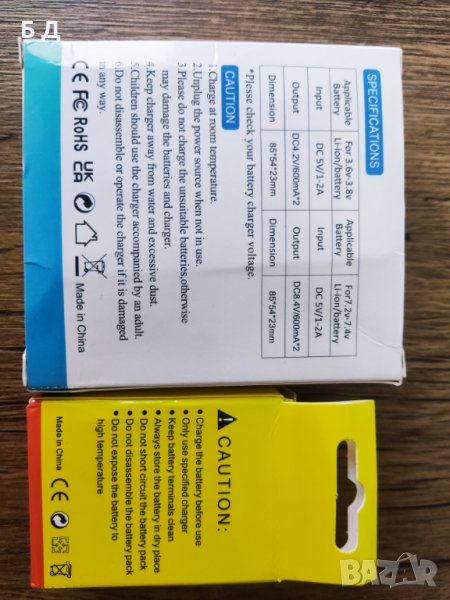 БД
SPECIFICATIONS
Applicable Battery For 3.6v-3.8v Li-ion/battery Applicable Battery For7.2v-7.4v Li-ion/battery
Input DC 5V/1-2A Input DC 5V/1-2A
Output DC4.2V/600mA*2 Output DC8.4V/600mA*2
Dimension 85*54*23mm Dimension 85*54*23mm
*Please check your battery charger voltage.
CAUTION
1.Charge at room temperature.
2.Unplug the power source when not in use.
3.Please do not charge the unsuitable batteries,otherwise
may damage the batteries and charger.
4.Keep charger away from water and excessive dust.
5.Children should use the charger accompanied by an adult.
6.Do not disassemble or operate the charger if it is damaged
in any way.
CE FC RoHS UK CA Made in China
CAUTION:
• Charge the battery before use
• Only use specified charger
• Keep battery terminals clean
• Always store the battery in dry place
• Do not short circuit the battery pack
• Do not disassemble the battery pack
• Do not expose the battery to
high temperature
Made in China CE
BAZAR